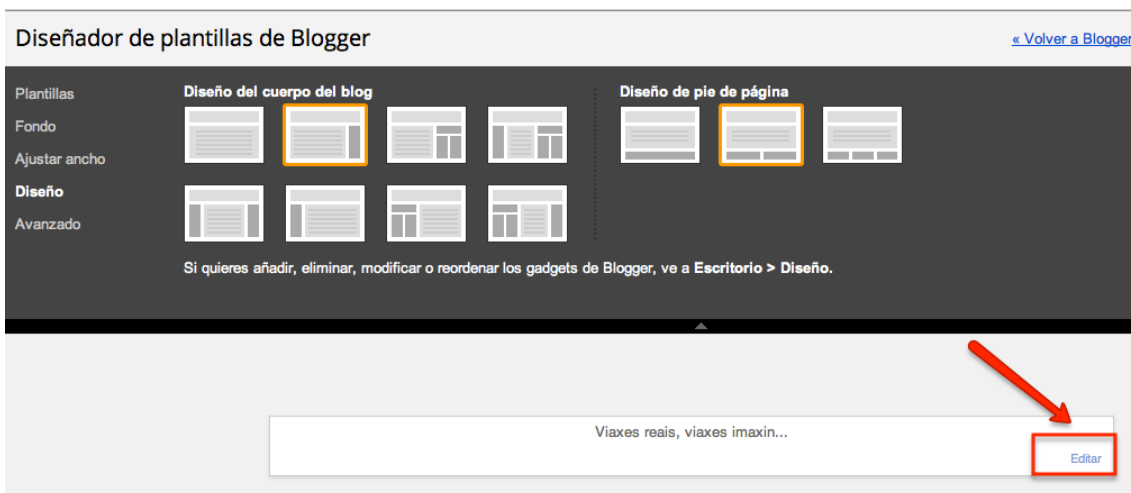 Diseñador de plantillas de Blogger
« Volver a Blogger
Plantillas
Fondo
Ajustar ancho
Diseño
Avanzado
Diseño del cuerpo del blog
Diseño de pie de página
Si quieres añadir, eliminar, modificar o reordenar los gadgets de Blogger, ve a Escritorio > Diseño.
Viaxes reais, viaxes imaxin...
Editar